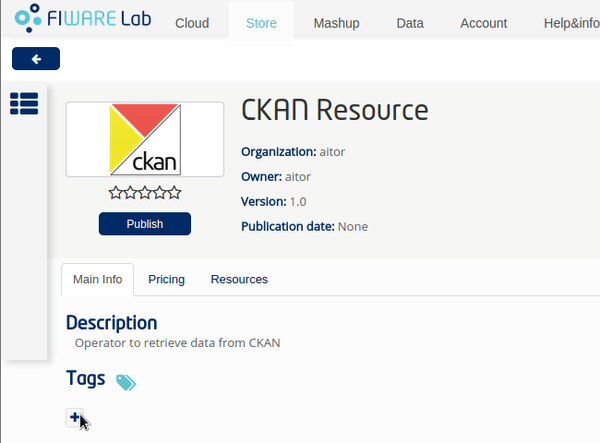 FIWARE Lab
Cloud Store Mashup Data Account Help&info
CKAN Resource
ckan
Organization: aitor
Owner: aitor
Version: 1.0
Publish
Publication date: None
Main Info Pricing Resources
Description
Operator to retrieve data from CKAN
Tags
+